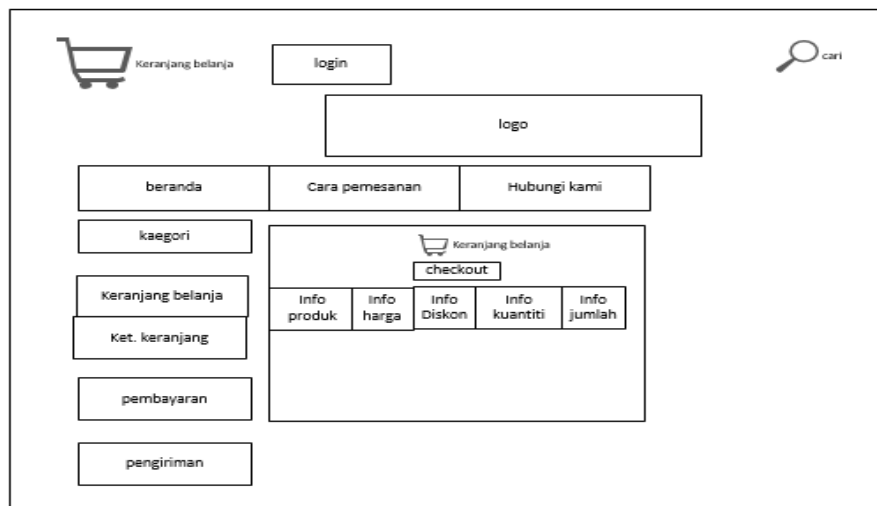 Keranjang belanja
login
cari
logo
beranda
Cara pemesanan
Hubungi kami
kaegori
Keranjang belanja
checkout
Keranjang belanja
Info
produk
Info
harga
Info
Diskon
Info
kuantiti
Info
jumlah
Ket. keranjang
pembayaran
pengiriman